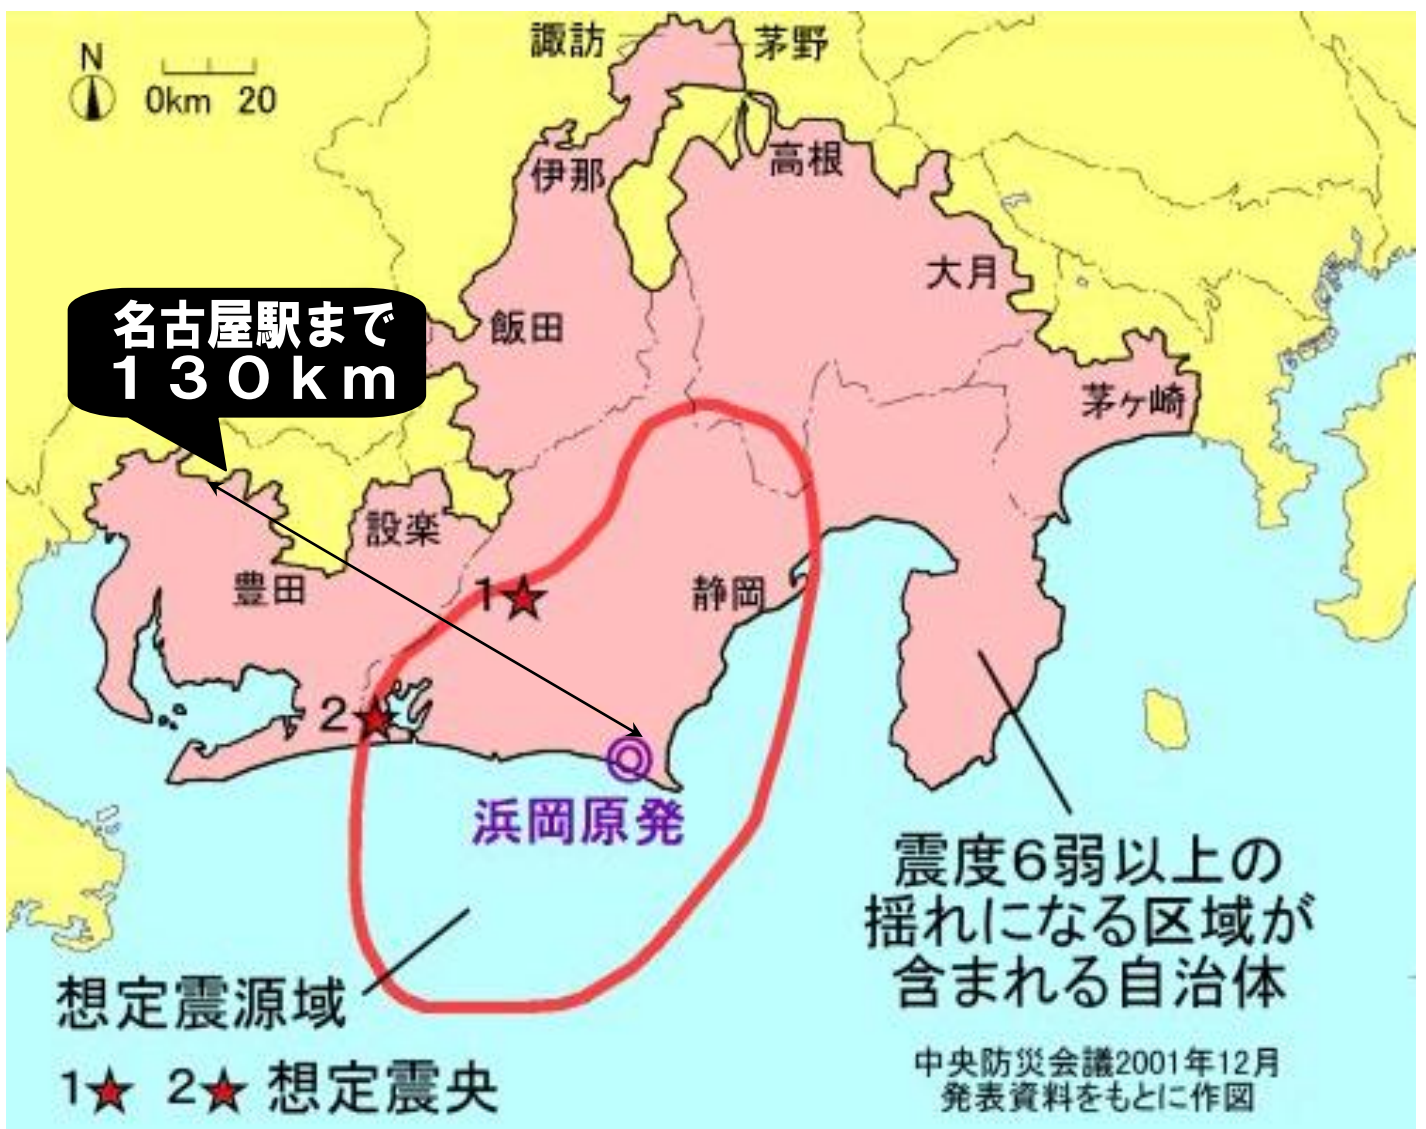 諏訪
茅野
N
0km 20
伊那
高根
大月
名古屋駅まで
１３０ｋｍ
飯田
茅ヶ崎
設楽
豊田
1★
静岡
2★
浜岡原発
震度6弱以上の
揺れになる区域が
含まれる自治体
想定震源域
1★ 2★ 想定震央
中央防災会議2001年12月
発表資料をもとに作図